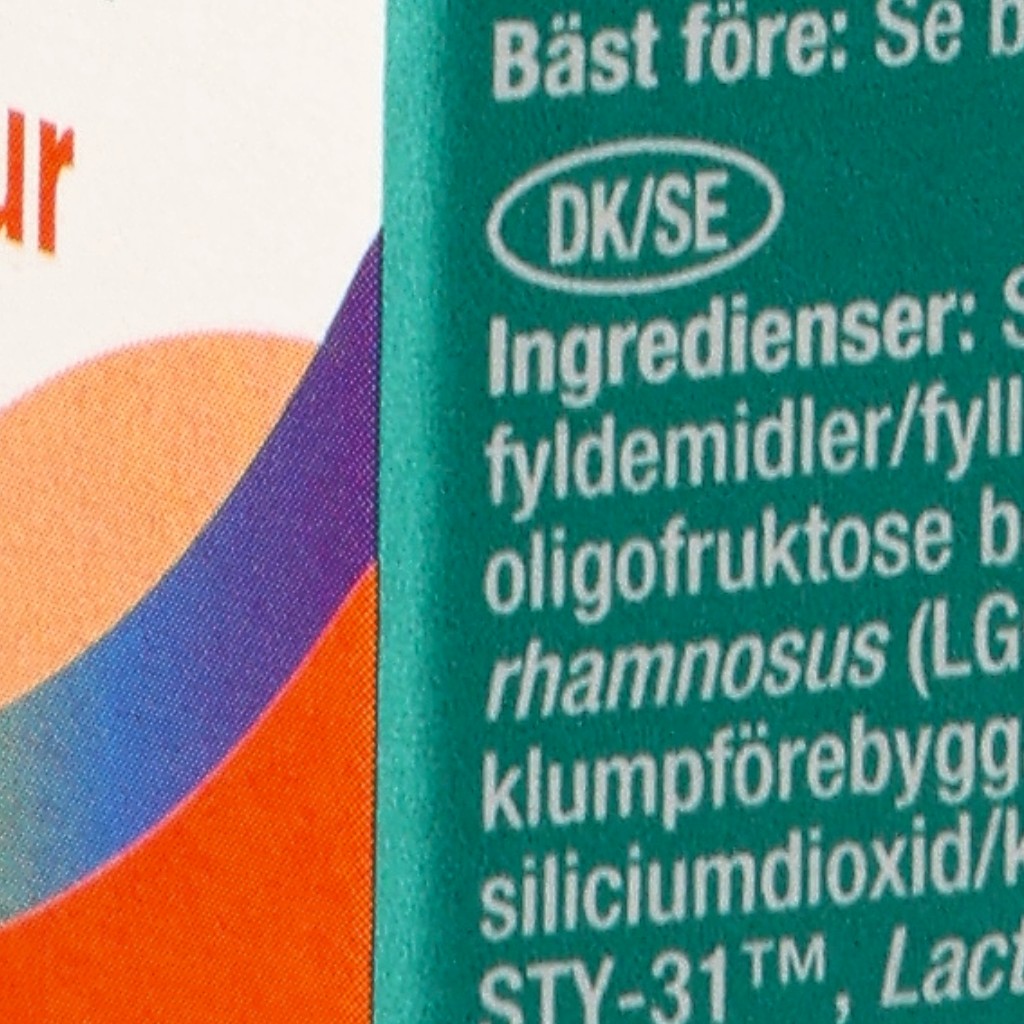 ur
Bäst före: Se b
DK/SE
Ingredienser: S
fyldemidler/fyll
oligofruktose b
rhamnosus (LG
klumpförebygg
siliciumdioxid/k
STY-31™, Lact